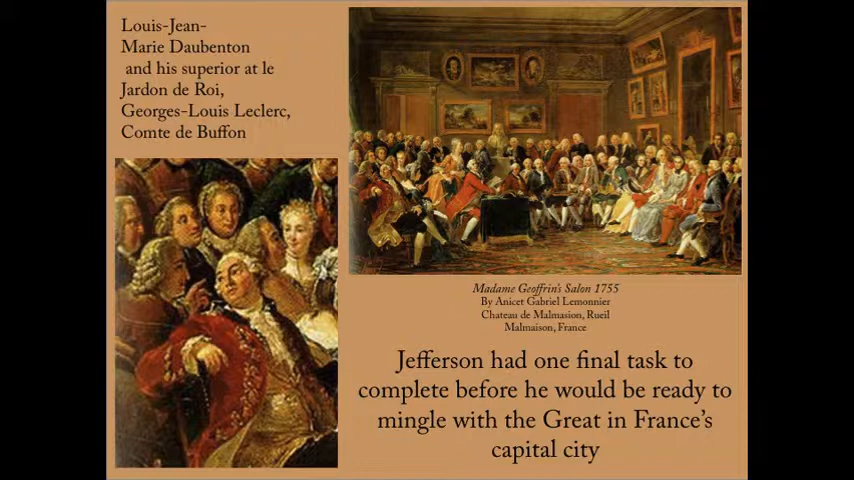 Louis-Jean-
Marie Daubenton
and his superior at le
Jardon de Roi,
Georges-Louis Leclerc,
Comte de Buffon
Madame Geoffrin's Salon 1755
By Anicet Gabriel Lemonnier
Chateau de Malmasion, Rueil
Malmaison, France
Jefferson had one final task to
complete before he would be ready to
mingle with the Great in France's
capital city